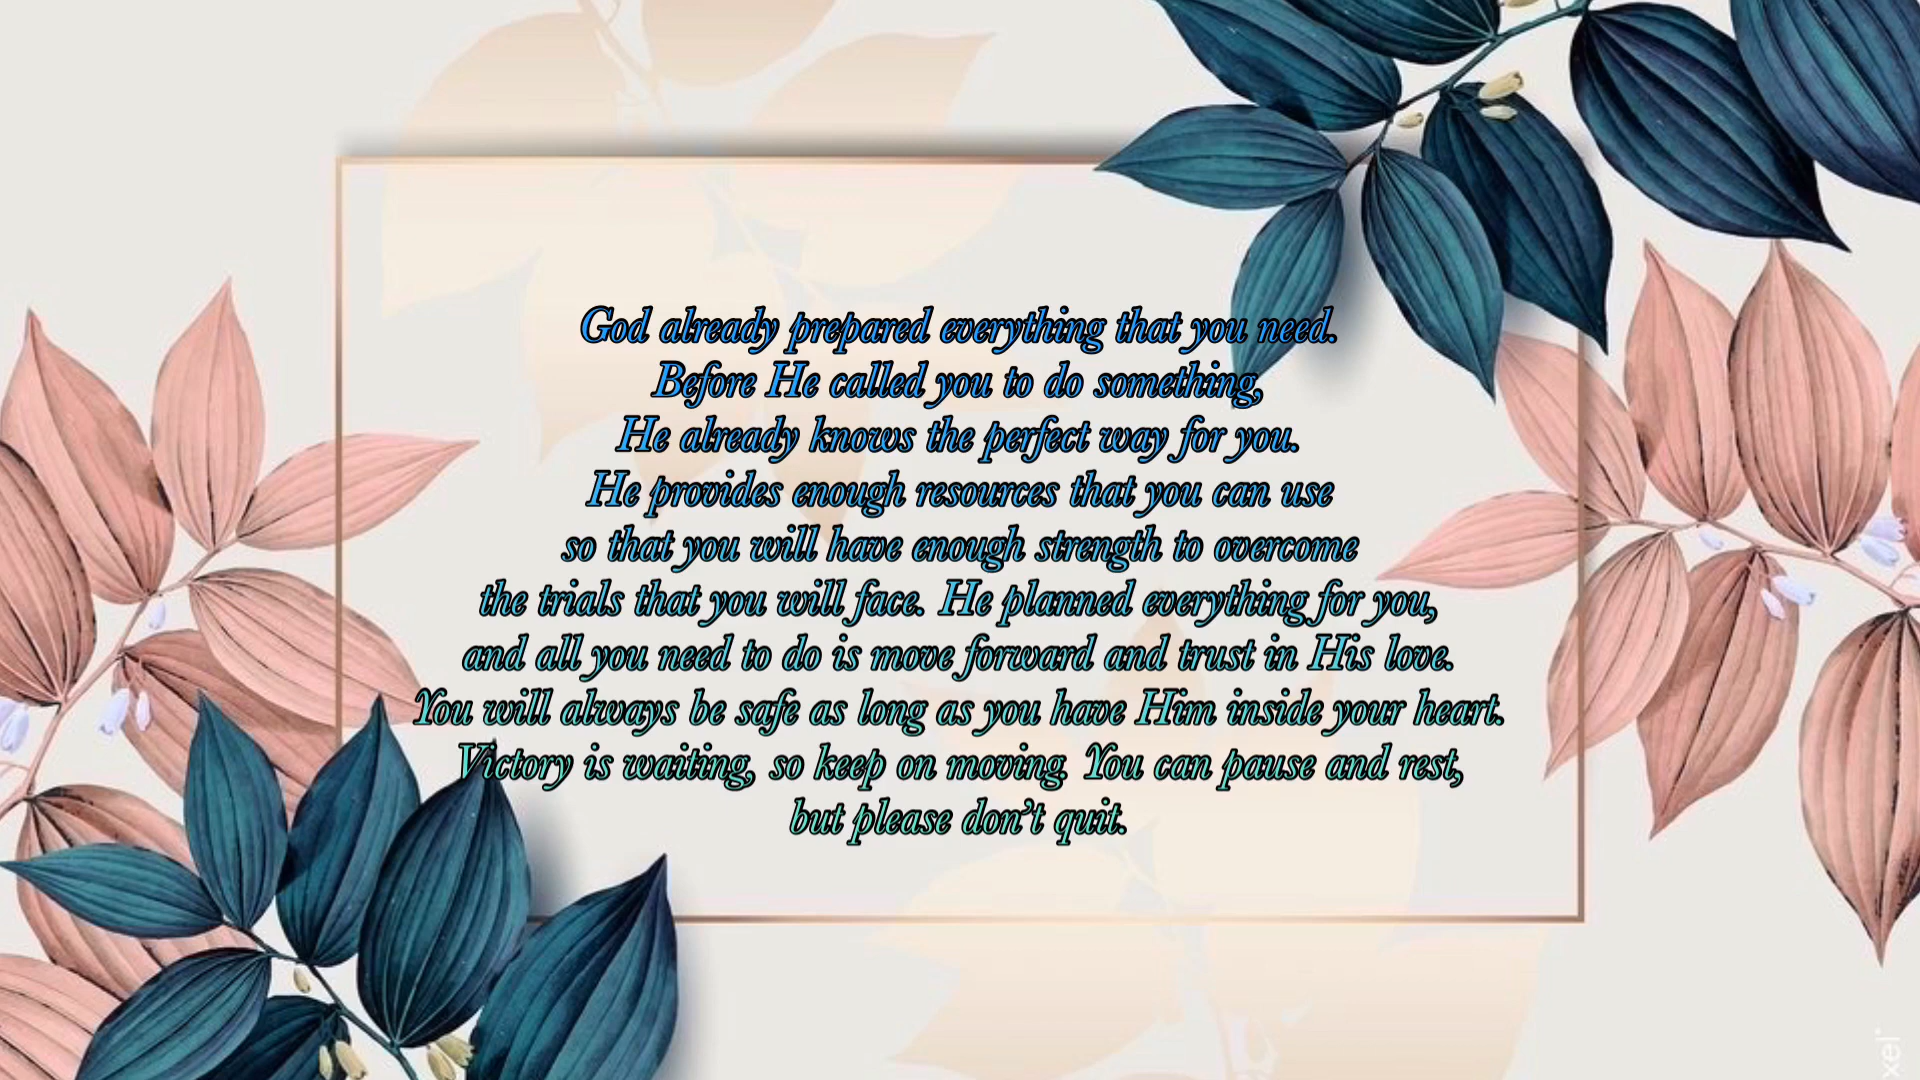 God already prepared everything that you need.
Before He called you to do something,
He already knows the perfect way for you.
He provides enough resources that you can use
so that you will have enough strength to overcome
the trials that you will face. He planned everything for you,
and all you need to do is move forward and trust in His love.
You will always be safe as long as you have Him inside your heart.
Victory is waiting, so keep on moving. You can pause and rest,
but please don’t quit.